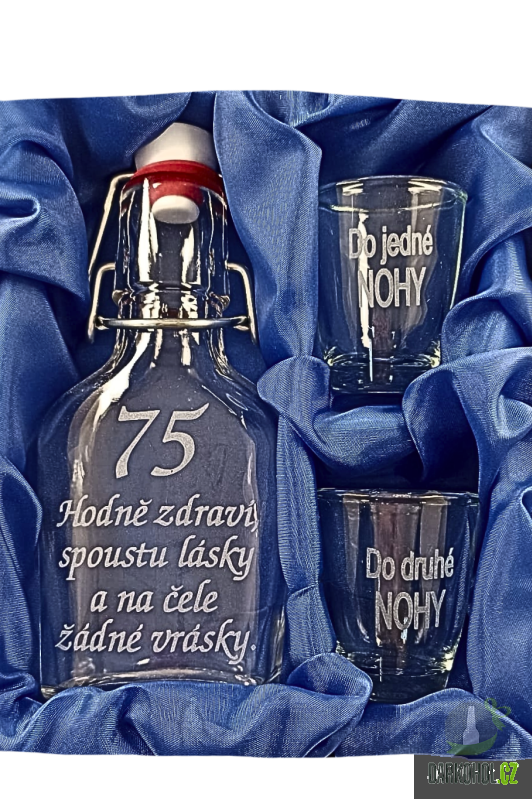 75
Hodně zdraví,
spoustu lásky
a na čele
žádné vrásky.
Do jedné
NOHY
Do druhé
NOHY
DARKOHOL.CZ